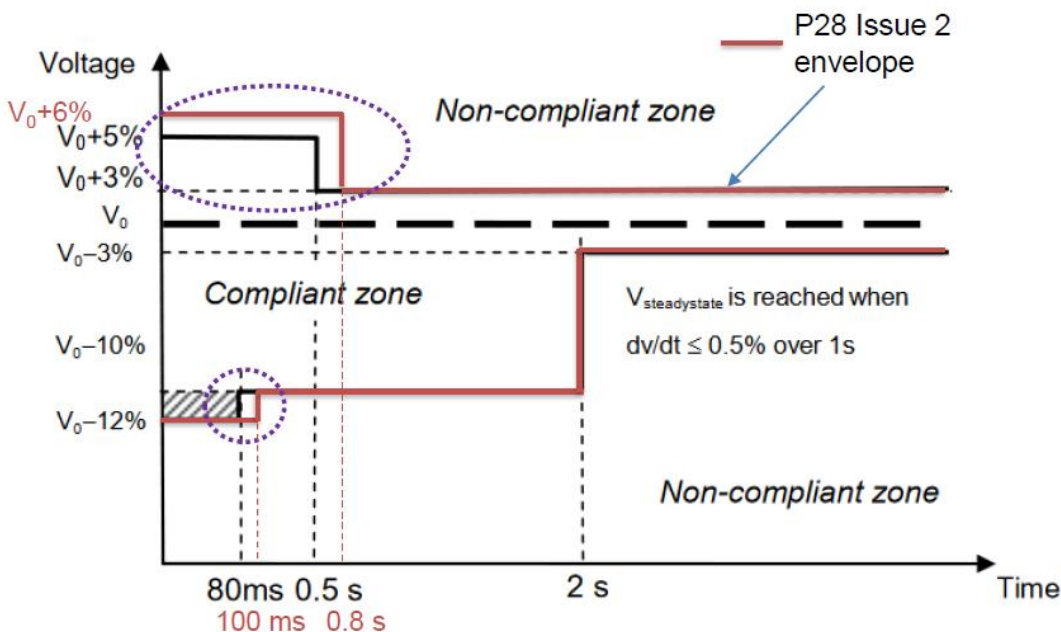 P28 Issue 2
envelope
Voltage
V₀+6%
Non-compliant zone
V₀+5%
V₀+3%
V₀
V₀−3%
Compliant zone
Vsteadystate is reached when
dv/dt ≤ 0.5% over 1s
V₀−10%
V₀−12%
Non-compliant zone
80ms 0.5 s 2 s Time
100 ms 0.8 s